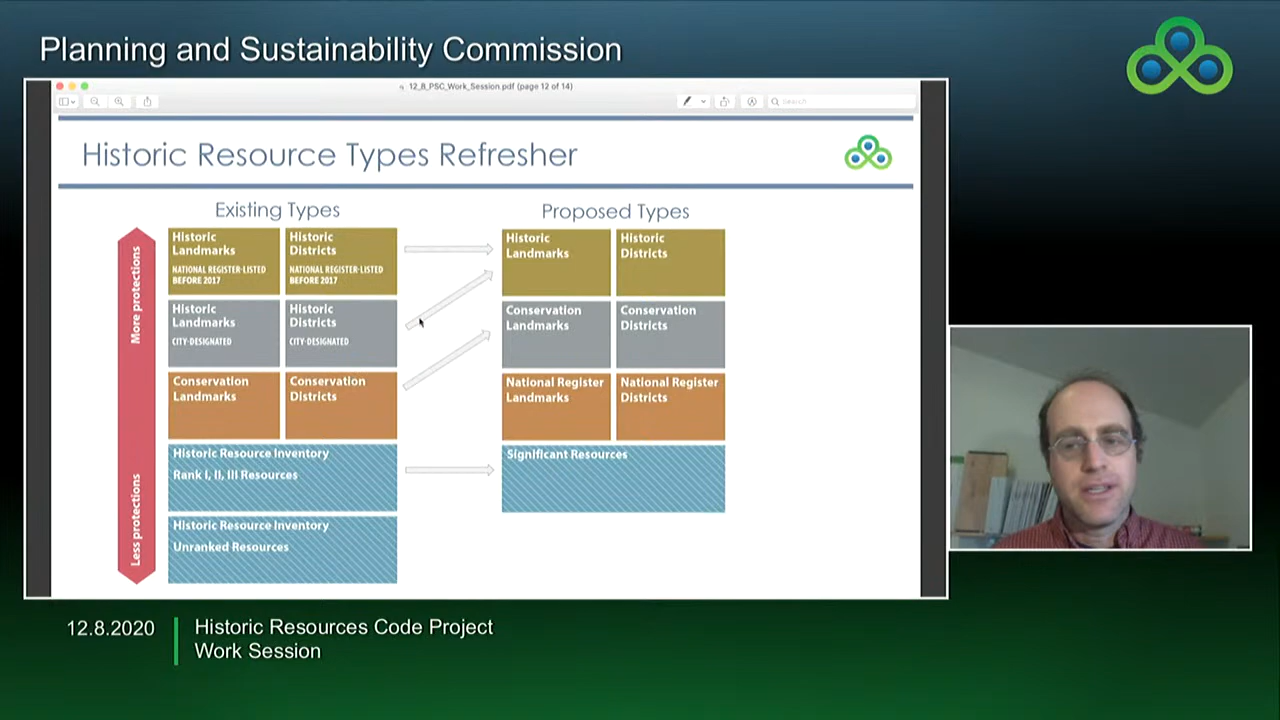 Planning and Sustainability Commission
12_8_PSC_Work_Session.pdf (page 12 of 14)
Search
Historic Resource Types Refresher
Existing Types
Proposed Types
More protections
Less protections
Historic
Landmarks
NATIONAL REGISTER-LISTED
BEFORE 2017
Historic
Districts
NATIONAL REGISTER-LISTED
BEFORE 2017
Historic
Landmarks
CITY-DESIGNATED
Historic
Districts
CITY-DESIGNATED
Conservation
Landmarks
Conservation
Districts
Historic Resource Inventory
Rank I, II, III Resources
Historic Resource Inventory
Unranked Resources
Historic
Landmarks
Historic
Districts
Conservation
Landmarks
Conservation
Districts
National Register
Landmarks
National Register
Districts
Significant Resources
12.8.2020
Historic Resources Code Project
Work Session